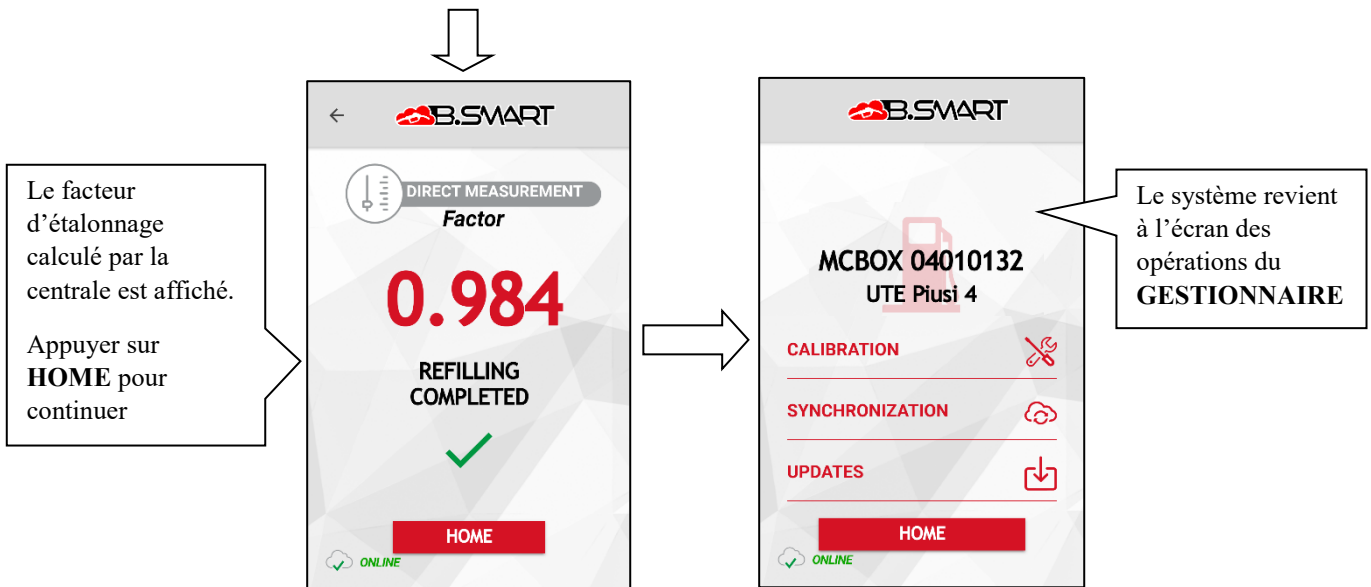 Le facteur
d’étalonnage
calculé par la
centrale est affiché.
Appuyer sur
HOME pour
continuer
B.SMART
DIRECT MEASUREMENT
Factor
0.984
REFILLING
COMPLETED
HOME
ONLINE
B.SMART
MCBOX 04010132
UTE Piusi 4
CALIBRATION
SYNCHRONIZATION
UPDATES
HOME
ONLINE
Le système revient
à l’écran des
opérations du
GESTIONNAIRE